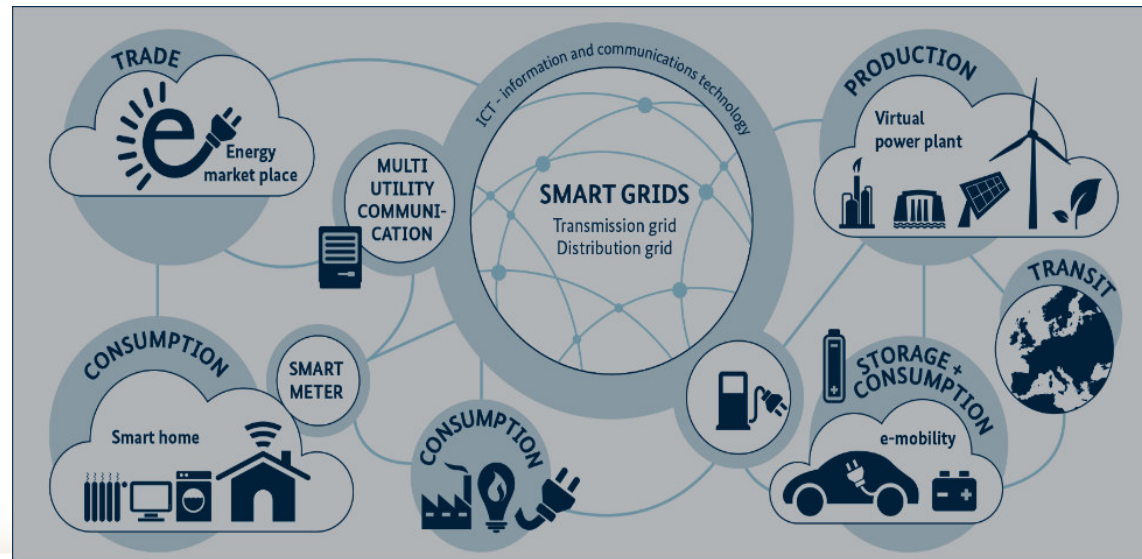 TRADE
Energy
market place
MULTI
UTILITY
COMMUNI-
CATION
ICT - information and communications technology
SMART GRIDS
Transmission grid
Distribution grid
PRODUCTION
Virtual
power plant
TRANSIT
CONSUMPTION
Smart home
SMART
METER
CONSUMPTION
STORAGE +
CONSUMPTION
e-mobility